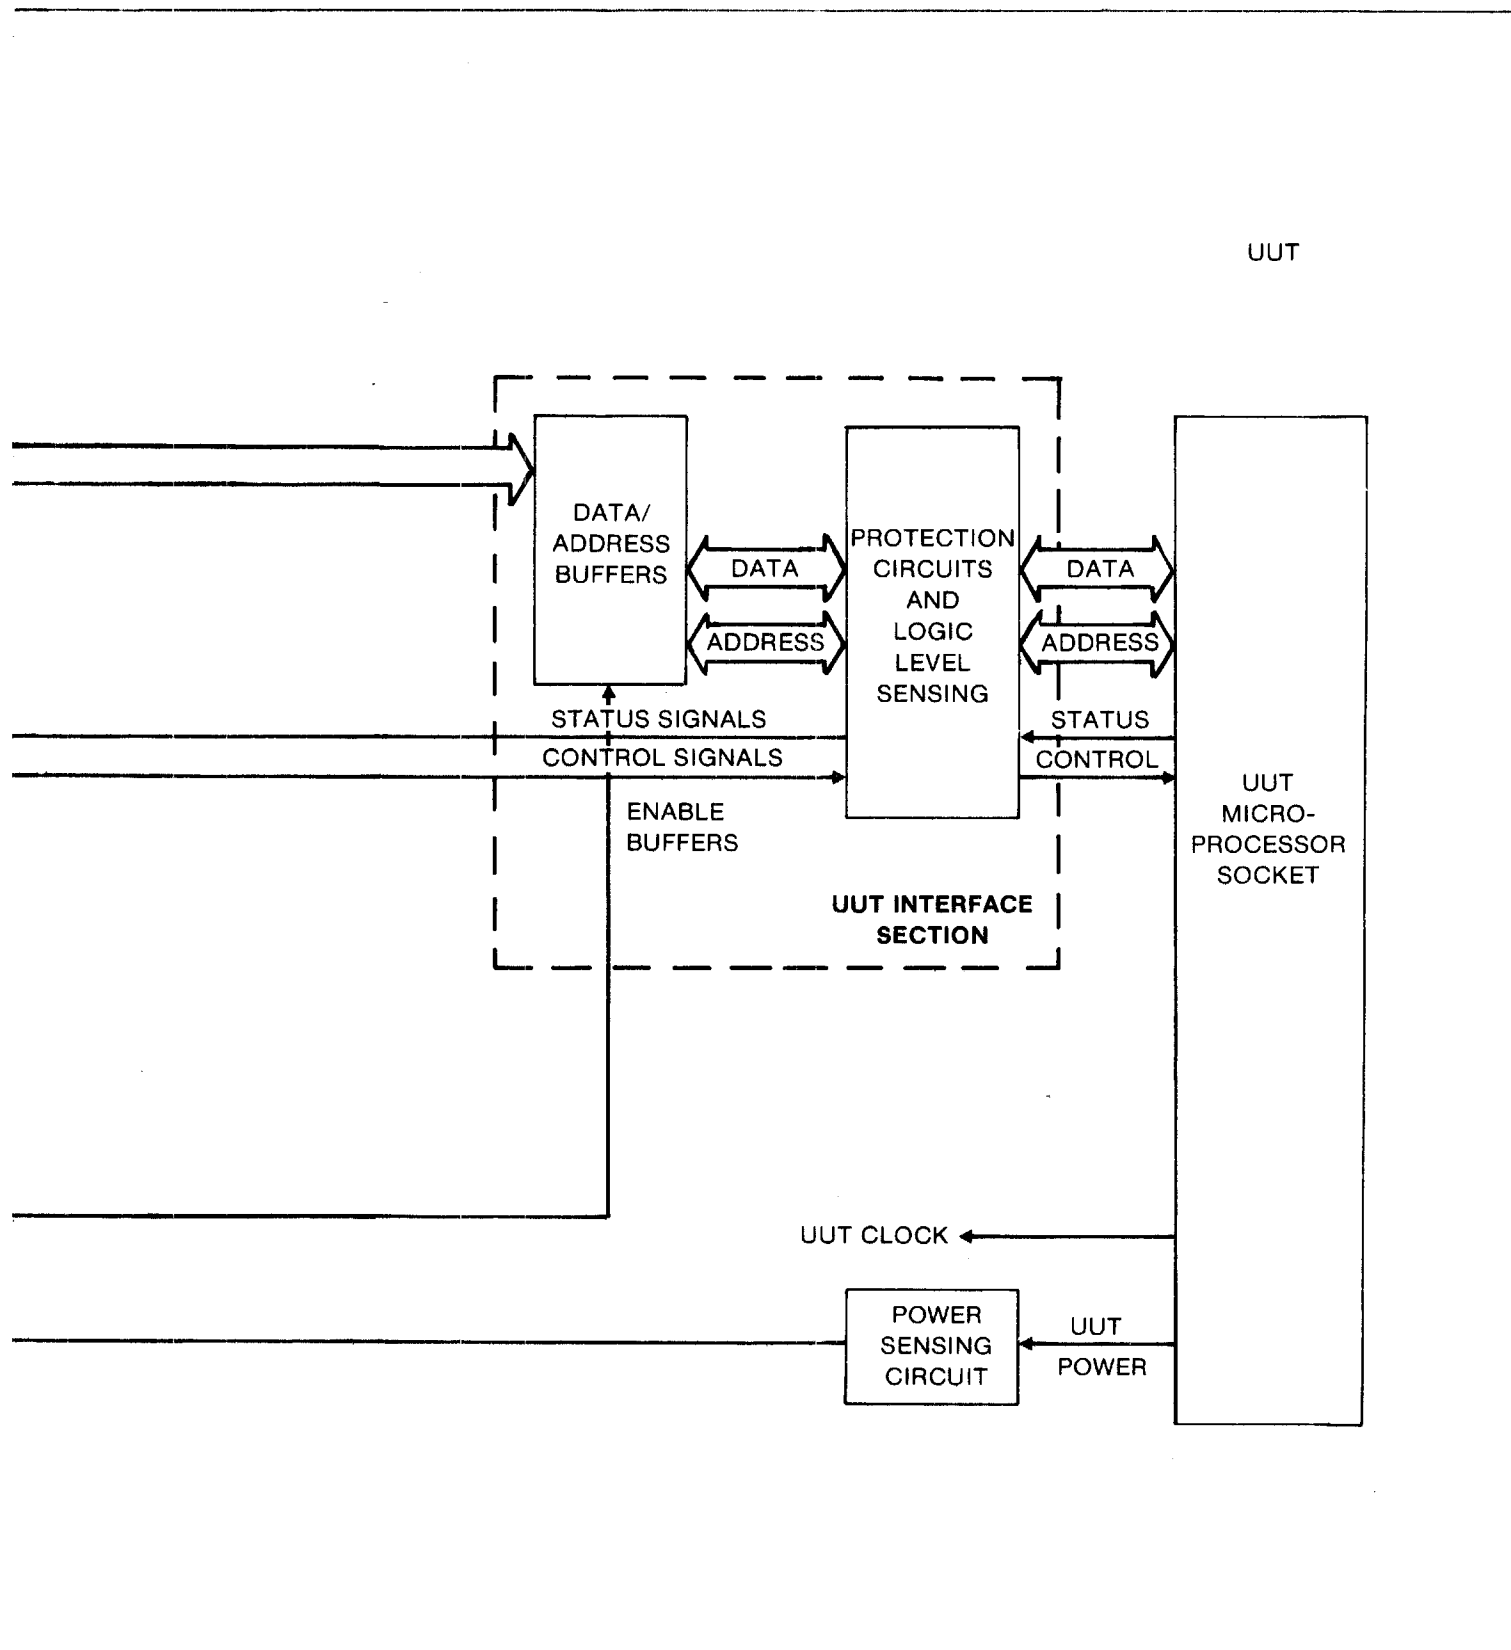 UUT
DATA/
ADDRESS
BUFFERS
DATA
ADDRESS
PROTECTION
CIRCUITS
AND
LOGIC
LEVEL
SENSING
DATA
ADDRESS
STATUS SIGNALS
CONTROL SIGNALS
STATUS
CONTROL
ENABLE
BUFFERS
UUT
MICRO-
PROCESSOR
SOCKET
UUT INTERFACE
SECTION
UUT CLOCK
POWER
SENSING
CIRCUIT
UUT
POWER